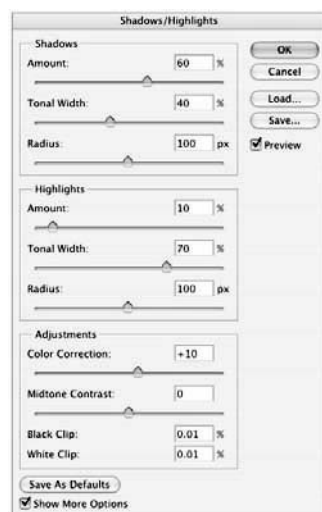 Shadows/Highlights
Shadows
Amount: 60 %
Tonal Width: 40 %
Radius: 100 px
Highlights
Amount: 10 %
Tonal Width: 70 %
Radius: 100 px
Adjustments
Color Correction: +10
Midtone Contrast: 0
Black Clip: 0.01 %
White Clip: 0.01 %
Save As Defaults
Show More Options
OK
Cancel
Load...
Save...
Preview